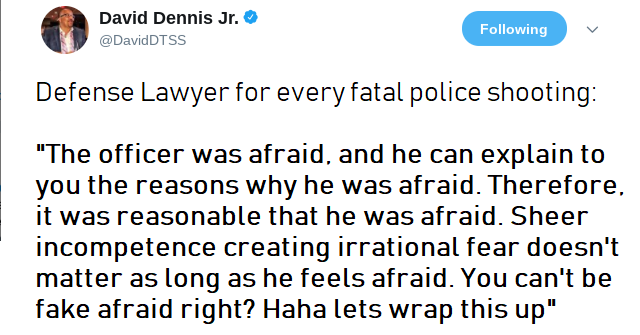 David Dennis Jr.
@DavidDTSS
Following
Defense Lawyer for every fatal police shooting:
"The officer was afraid, and he can explain to
you the reasons why he was afraid. Therefore,
it was reasonable that he was afraid. Sheer
incompetence creating irrational fear doesn't
matter as long as he feels afraid. You can't be
fake afraid right? Haha lets wrap this up"